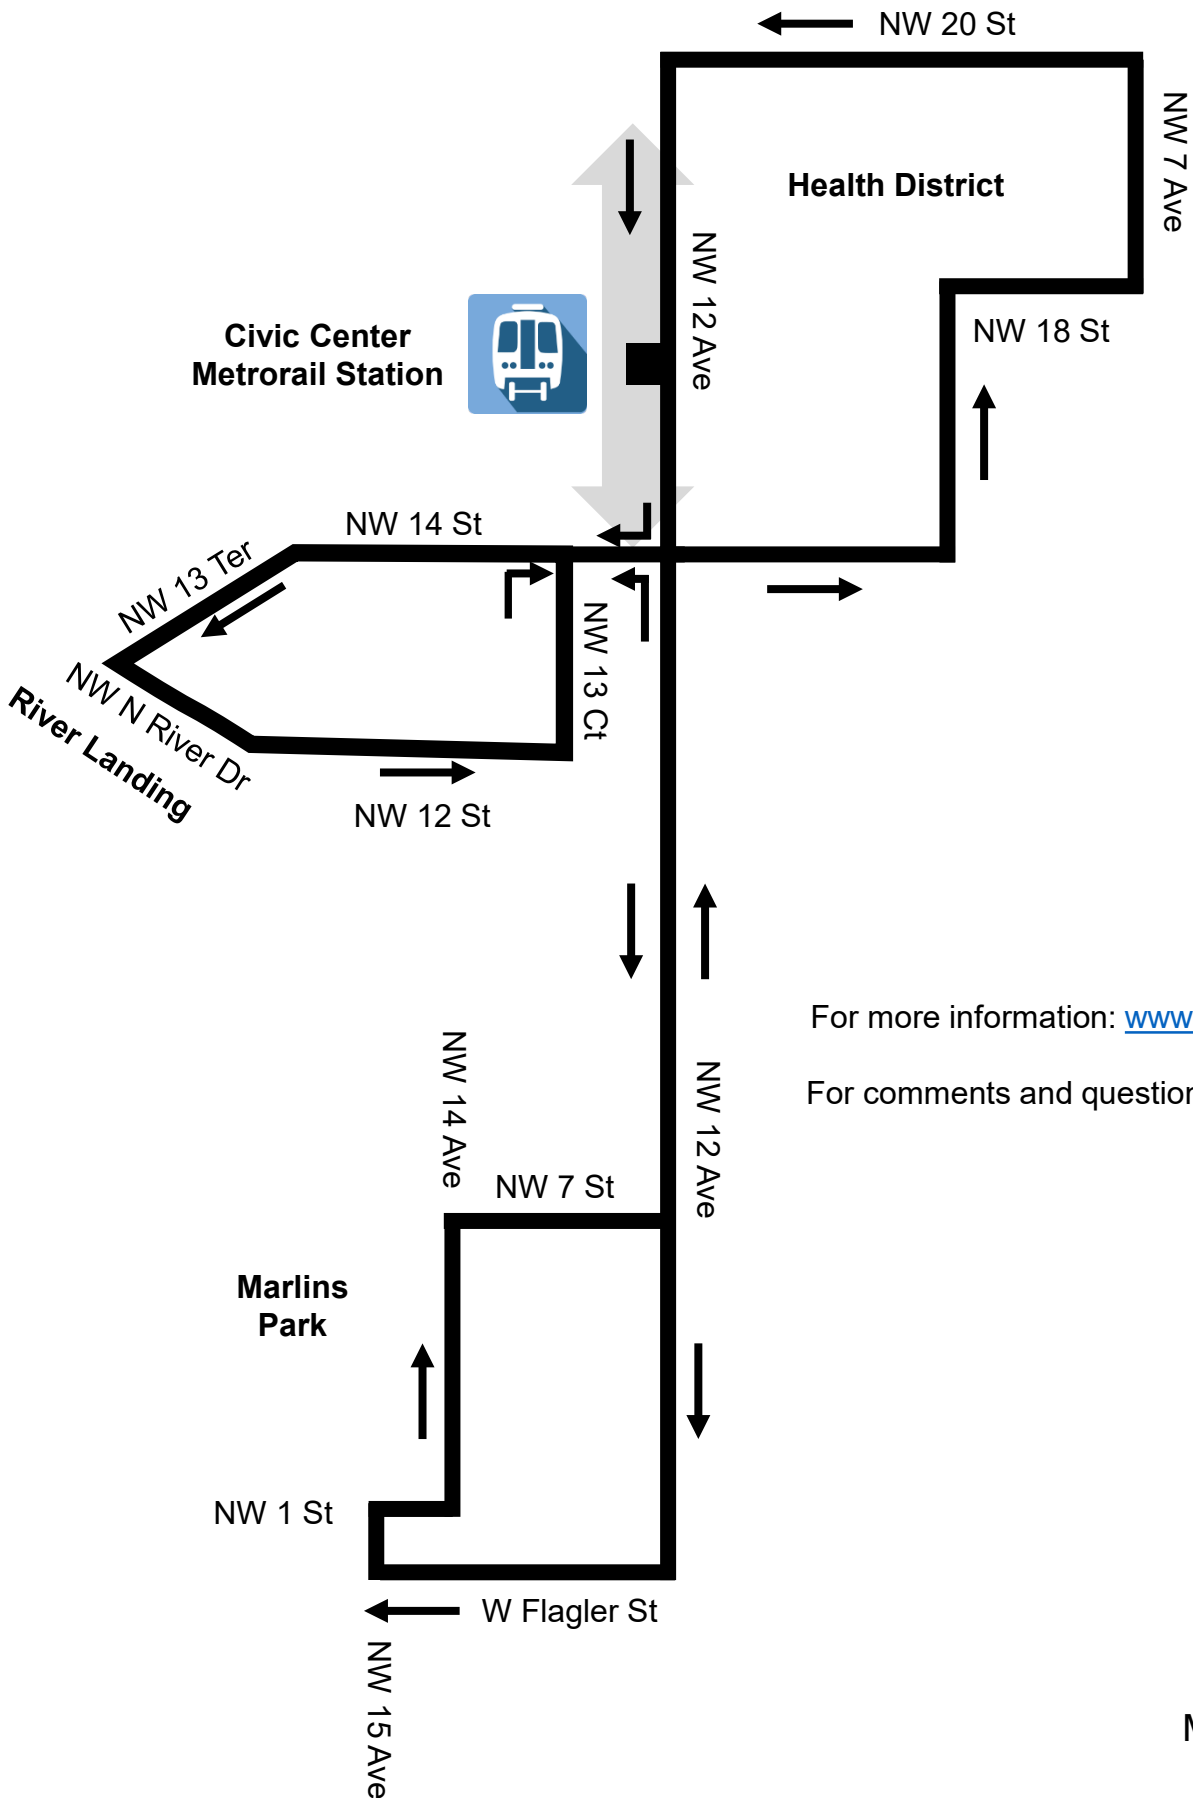 NW 20 St
NW 7 Ave
Health District
NW 12 Ave
Civic Center
Metrorail Station
NW 18 St
NW 14 St
NW 13 Ter
NW 13 Ct
NW N River Dr
River Landing
NW 12 St
For more information: www
For comments and question
NW 14 Ave
NW 12 Ave
NW 7 St
Marlins
Park
NW 1 St
W Flagler St
NW 15 Ave
M